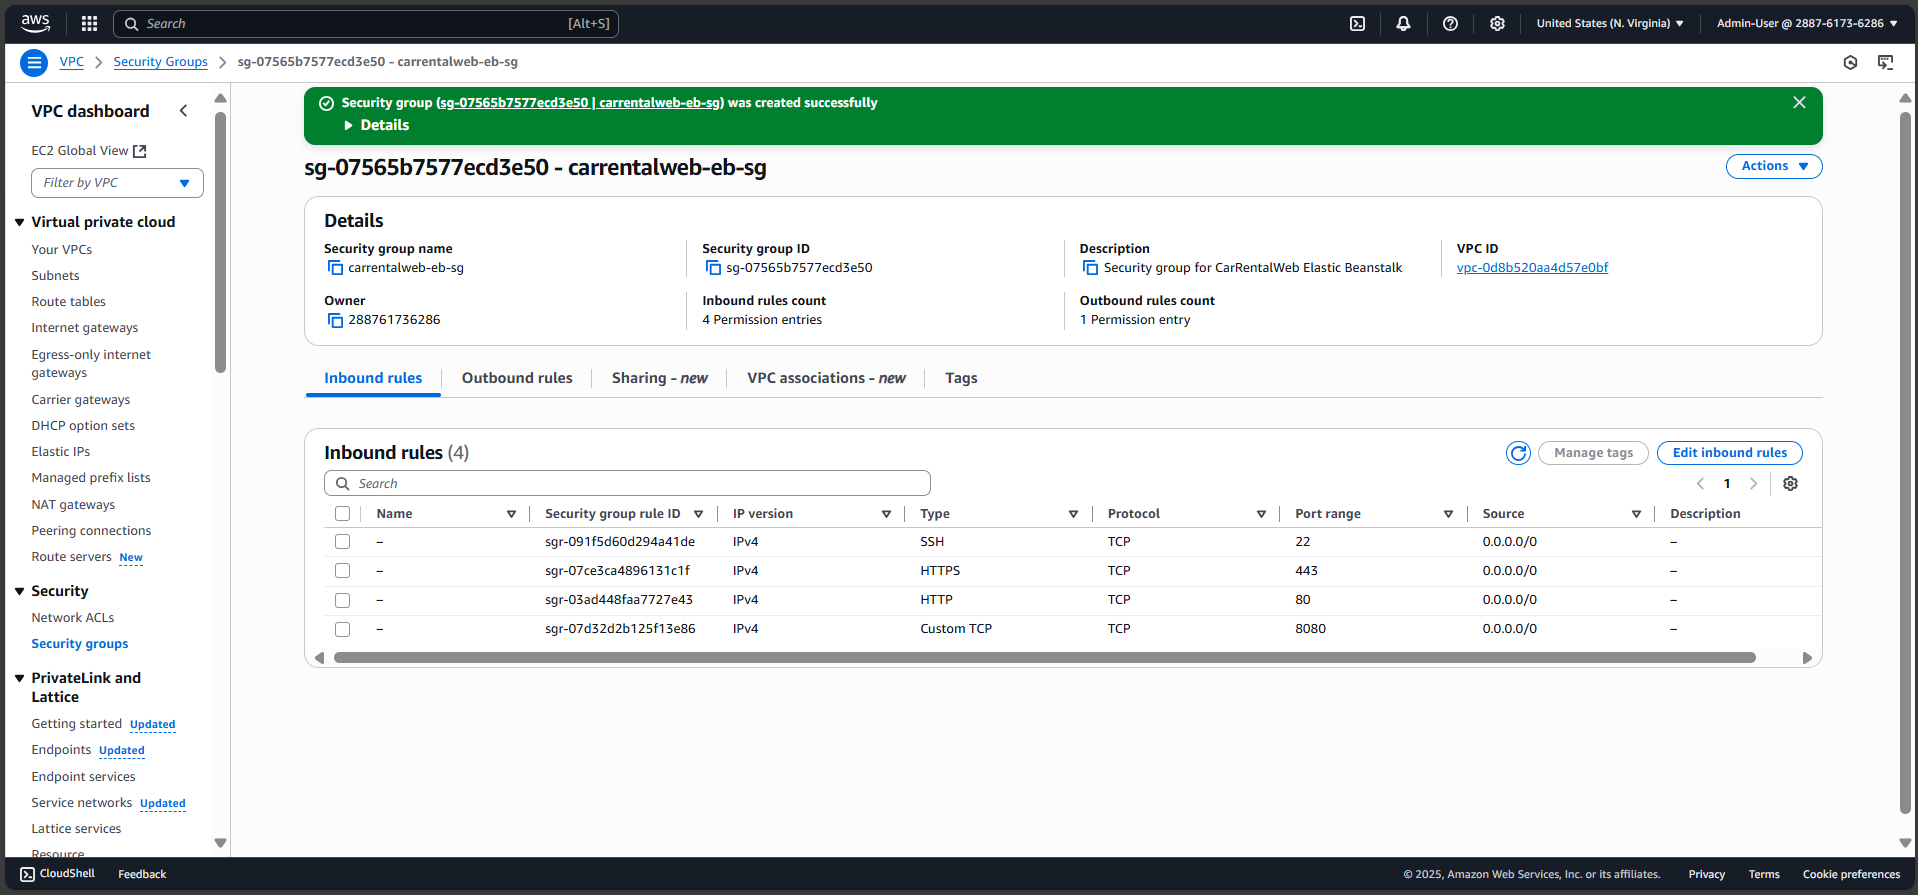 aws
Search [Alt+S]
United States (N. Virginia)
Admin-User @ 2887-6173-6286
VPC
Security Groups
sg-07565b7577ecd3e50 - carrentalweb-eb-sg
VPC dashboard
EC2 Global View
Filter by VPC
Virtual private cloud
Your VPCs
Subnets
Route tables
Internet gateways
Egress-only internet
gateways
Carrier gateways
DHCP option sets
Elastic IPs
Managed prefix lists
NAT gateways
Peering connections
Route servers New
Security
Network ACLs
Security groups
PrivateLink and
Lattice
Getting started Updated
Endpoints Updated
Endpoint services
Service networks Updated
Lattice services
Resource
Security group (sg-07565b7577ecd3e50 | carrentalweb-eb-sg) was created successfully
Details
sg-07565b7577ecd3e50 - carrentalweb-eb-sg
Actions
Details
Security group name
carrentalweb-eb-sg
Security group ID
sg-07565b7577ecd3e50
Description
Security group for CarRentalWeb Elastic Beanstalk
VPC ID
vpc-0d8b520aa4d57e0bf
Owner
288761736286
Inbound rules count
4 Permission entries
Outbound rules count
1 Permission entry
Inbound rules
Outbound rules
Sharing - new
VPC associations - new
Tags
Inbound rules (4)
Manage tags
Edit inbound rules
Search
1
Name Security group rule ID IP version Type Protocol Port range Source Description
– sgr-091f5d60d294a41de IPv4 SSH TCP 22 0.0.0.0/0 –
– sgr-07ce3ca4896131c1f IPv4 HTTPS TCP 443 0.0.0.0/0 –
– sgr-03ad448faa7727e43 IPv4 HTTP TCP 80 0.0.0.0/0 –
– sgr-07d32d2b125f13e86 IPv4 Custom TCP TCP 8080 0.0.0.0/0 –
CloudShell
Feedback
© 2025, Amazon Web Services, Inc. or its affiliates.
Privacy
Terms
Cookie preferences